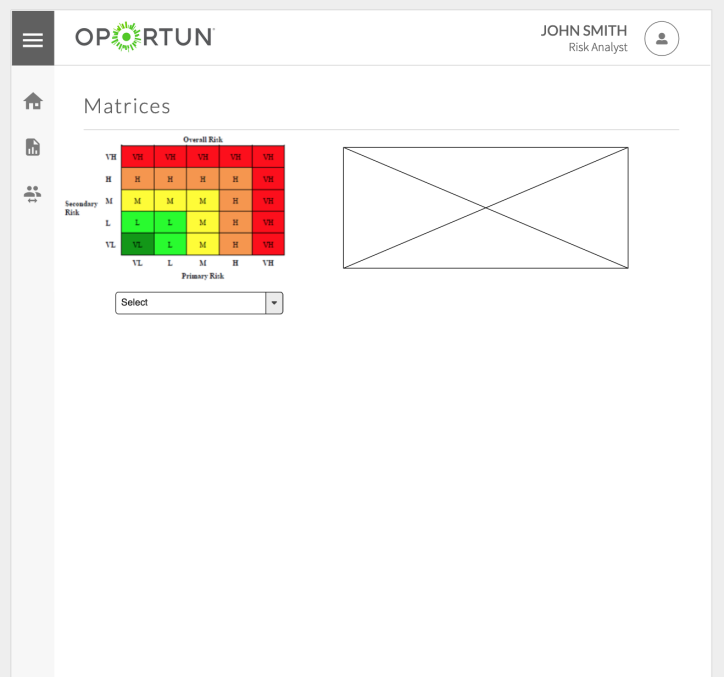 OPORTUN
JOHN SMITH
Risk Analyst
Matrices
Overall Risk
VH VH VH VH VH VH
H H H H H VH
Secondary Risk
M M M M H VH
L L L M H VH
VL VL L M H VH
VL L M H VH
Primary Risk
Select